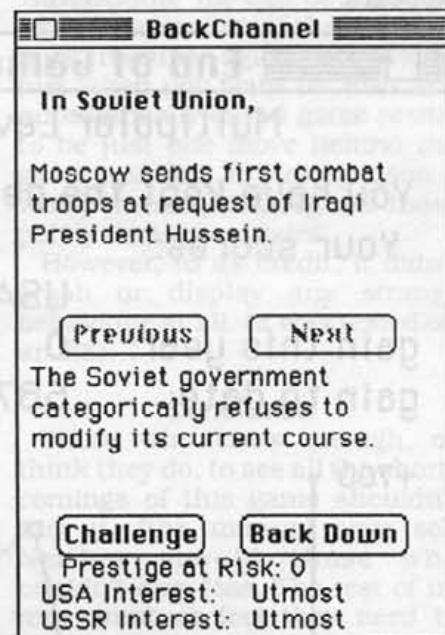 BackChannel
In Soviet Union,
Moscow sends first combat
troops at request of Iraqi
President Hussein.
Previous Next
The Soviet government
categorically refuses to
modify its current course.
Challenge Back Down
Prestige at Risk: 0
USA Interest: Utmost
USSR Interest: Utmost